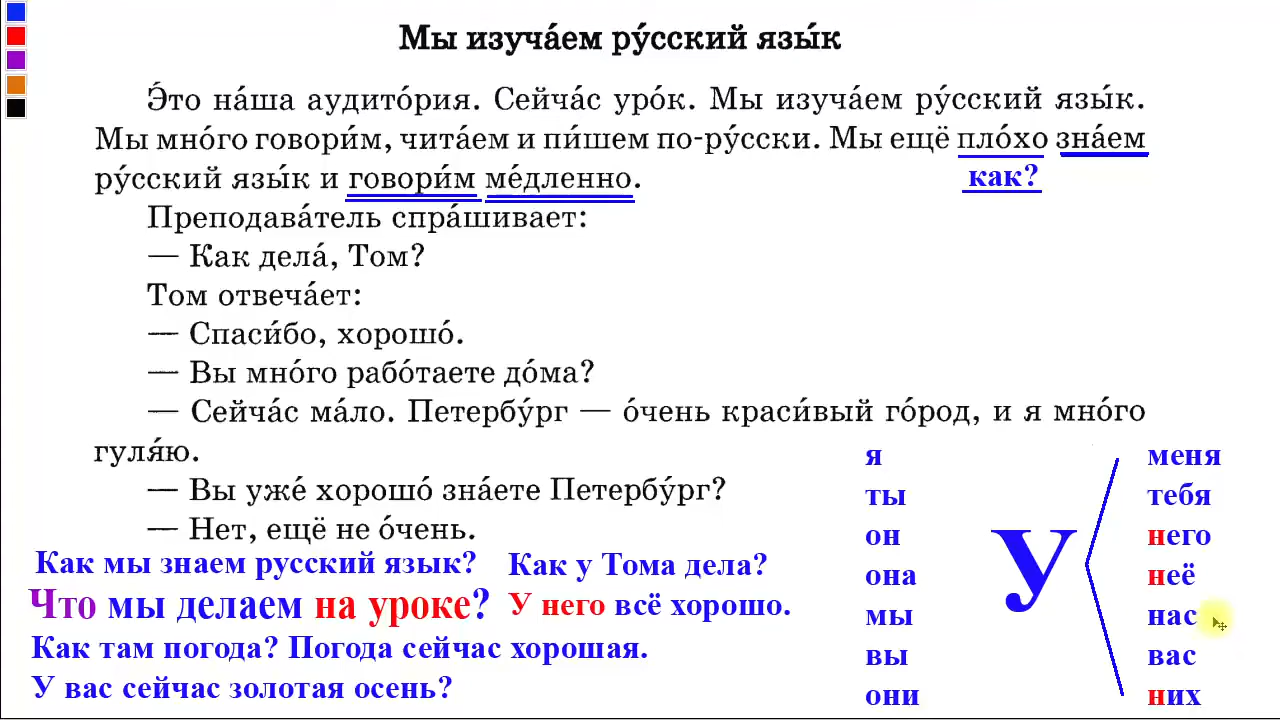 Мы изуча́ем ру́сский язы́к
Э́то на́ша аудито́рия. Сейча́с уро́к. Мы изуча́ем ру́сский язы́к.
Мы мно́го говори́м, чита́ем и пи́шем по-ру́сски. Мы ещё пло́хо зна́ем
как?
ру́сский язы́к и говори́м ме́дленно.
Преподава́тель спра́шивает:
— Как дела́, Том?
Том отвеча́ет:
— Спаси́бо, хорошо́.
— Вы мно́го рабо́таете до́ма?
— Сейча́с ма́ло. Петербу́рг — о́чень краси́вый го́род, и я мно́го
гуля́ю.
— Вы уже́ хорошо́ зна́ете Петербу́рг?
— Нет, ещё не о́чень.
Как мы знаем русский язык?
Что мы делаем на уроке?
Как там погода? Погода сейчас хорошая.
У вас сейчас золотая осень?
Как у Тома дела?
У него всё хорошо.
я
ты
он
она
мы
вы
они
У
меня
тебя
него
неё
нас
вас
них